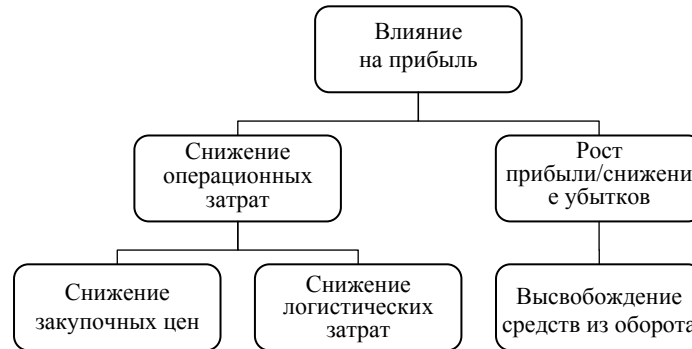 Влияние
на прибыль
Снижение
операционных
затрат
Рост
прибыли/снижени
е убытков
Снижение
закупочных цен
Снижение
логистических
затрат
Высвобождение
средств из оборота